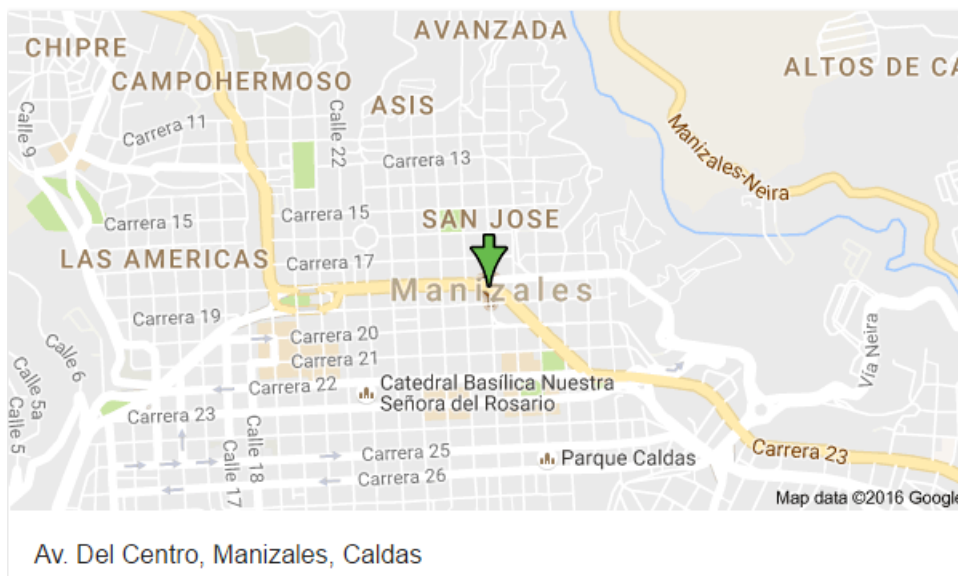 AVANZADA
CHIPRE
ALTOS DE CA
CAMPOHERMOSO
ASIS
Calle 9
Calle 22
Carrera 11
Manizales-Neira
Carrera 13
Carrera 15
Carrera 15
SAN JOSE
LAS AMERICAS
Carrera 17
Manizales
Carrera 19
Carrera 20
Calle 6
Carrera 21
Vía Neira
Calle 5a
Carrera 22
Catedral Basílica Nuestra
Señora del Rosario
Calle 5
Carrera 23
Calle 18
Calle 17
Carrera 25
Carrera 23
Parque Caldas
Carrera 26
Map data ©2016 Google
Av. Del Centro, Manizales, Caldas